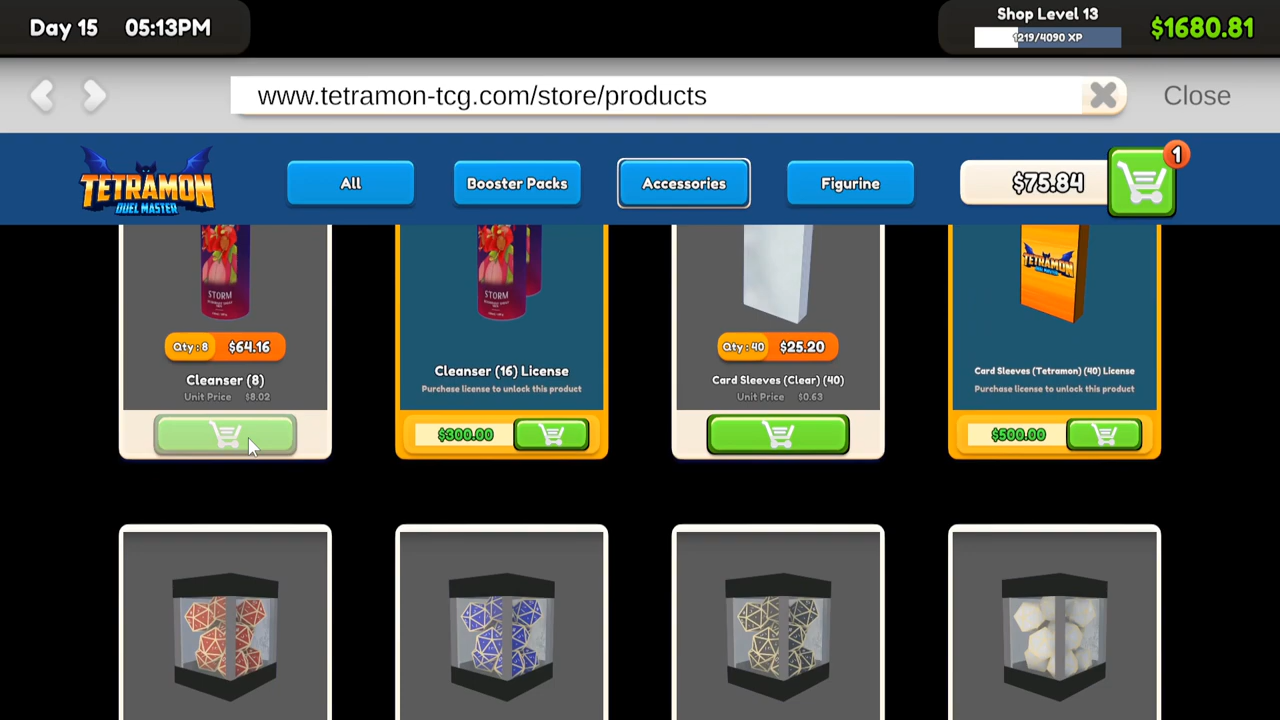 Day 15 05:13PM
Shop Level 13
1219/4090 XP
$1680.81
www.tetramon-tcg.com/store/products
Close
TETRAMON
DUEL MASTER
All
Booster Packs
Accessories
Figurine
$75.84
1
STORM
STORM
TETRAMON
Qty : 8 $64.16
Cleanser (8)
Unit Price $8.02
Cleanser (16) License
Purchase license to unlock this product
$300.00
Qty : 40 $25.20
Card Sleeves (Clear) (40)
Unit Price $0.63
Card Sleeves (Tetramon) (40) License
Purchase license to unlock this product
$500.00